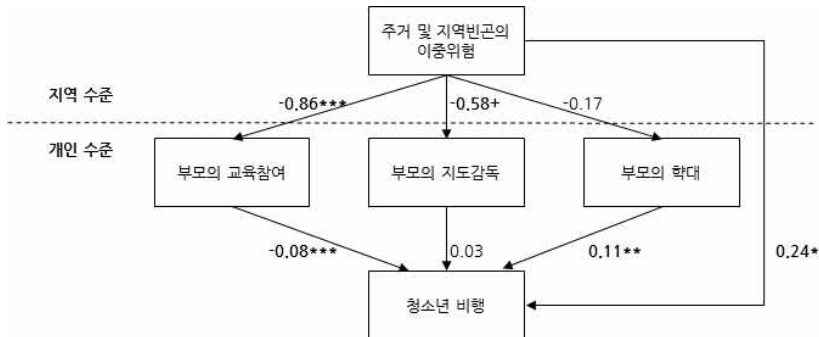 주거 및 지역빈곤의
이중위험
지역 수준
-0.86***
-0.58+
-0.17
개인 수준
부모의 교육참여
부모의 지도감독
부모의 학대
-0.08***
0.03
0.11**
0.24*
청소년 비행